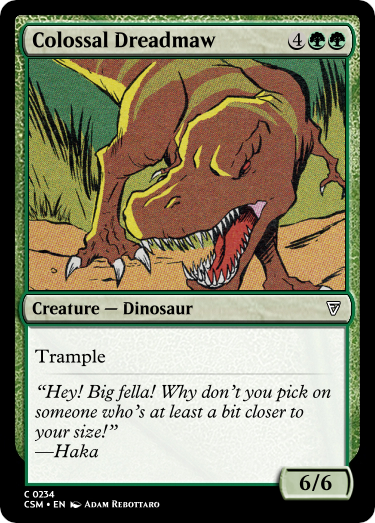 Colossal Dreadmaw 4
Creature — Dinosaur
Trample
“Hey! Big fella! Why don’t you pick on
someone who’s at least a bit closer to
your size!”
—Haka
6/6
C 0234
CSM • EN Adam Rebottaro